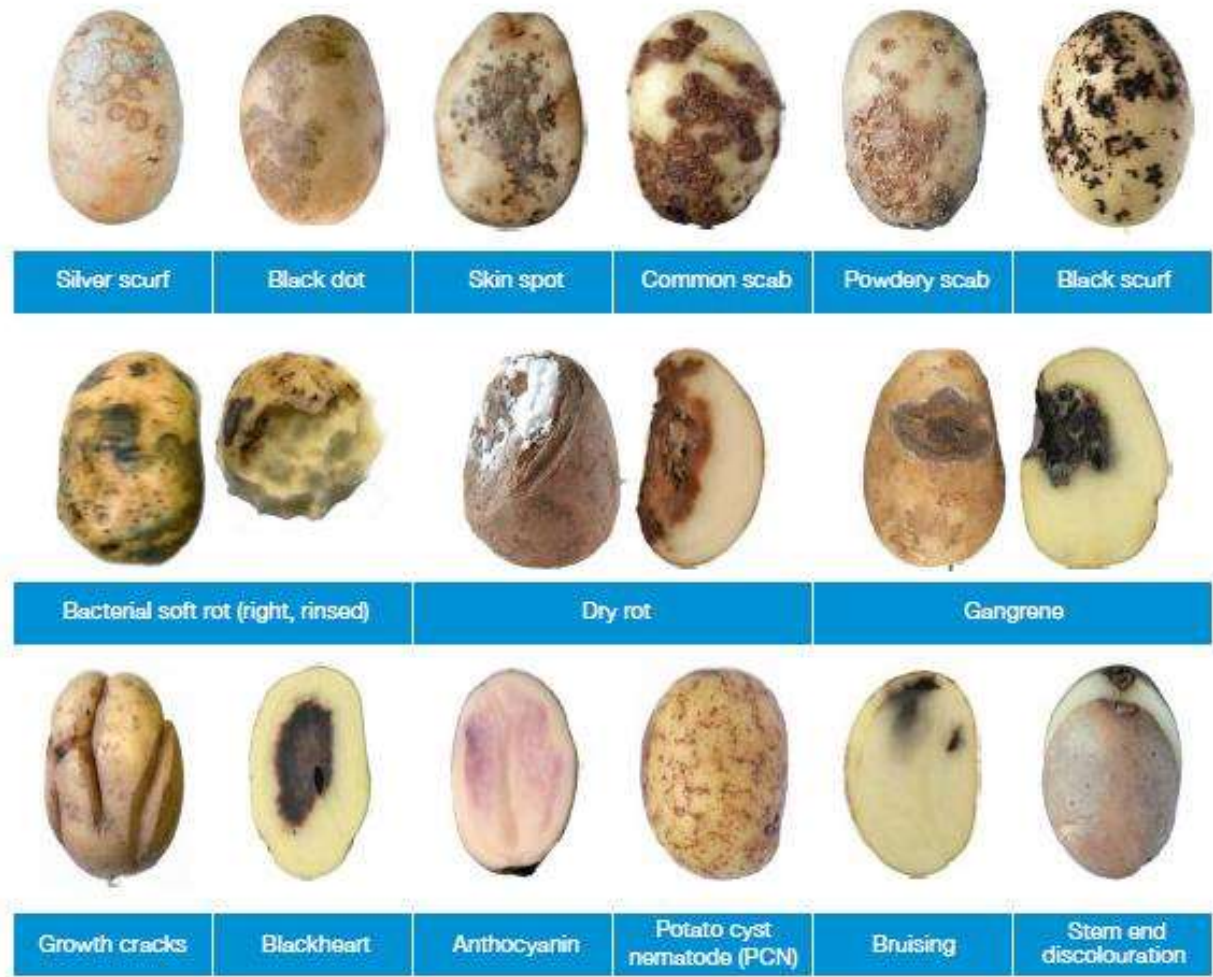 Silver scurf
Black dot
Skin spot
Common scab
Powdery scab
Black scurf
Bacterial soft rot (right, rinsed)
Dry rot
Gangrene
Growth cracks
Blackheart
Anthocyanin
Potato cyst
nematode (PCN)
Bruising
Stem end
discolouration